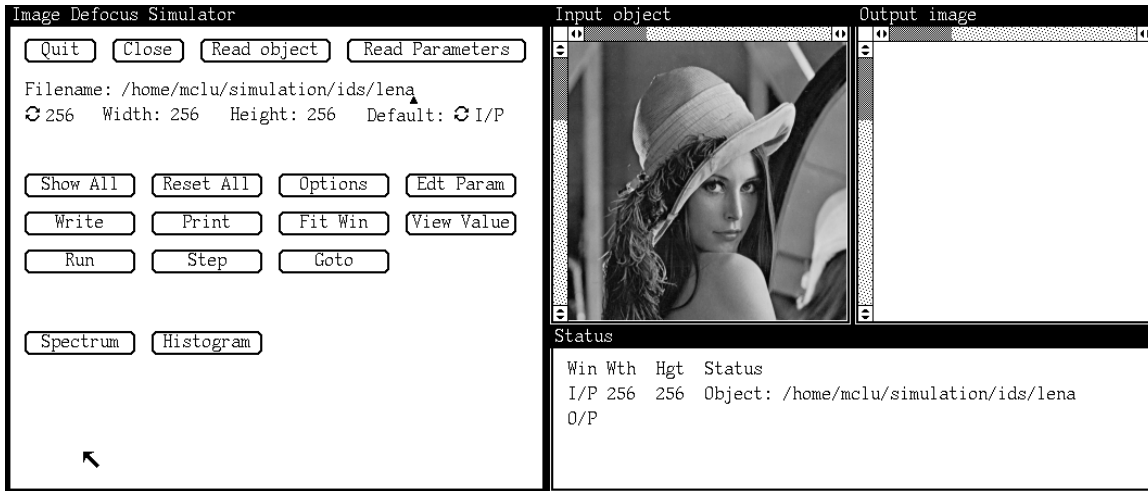 Image Defocus Simulator
Quit Close Read object Read Parameters
Filename: /home/mclu/simulation/ids/lena
256 Width: 256 Height: 256 Default: I/P
Show All Reset All Options Edt Param
Write Print Fit Win View Value
Run Step Goto
Spectrum Histogram
Input object
Output image
Status
Win Wth Hgt Status
I/P 256 256 Object: /home/mclu/simulation/ids/lena
O/P